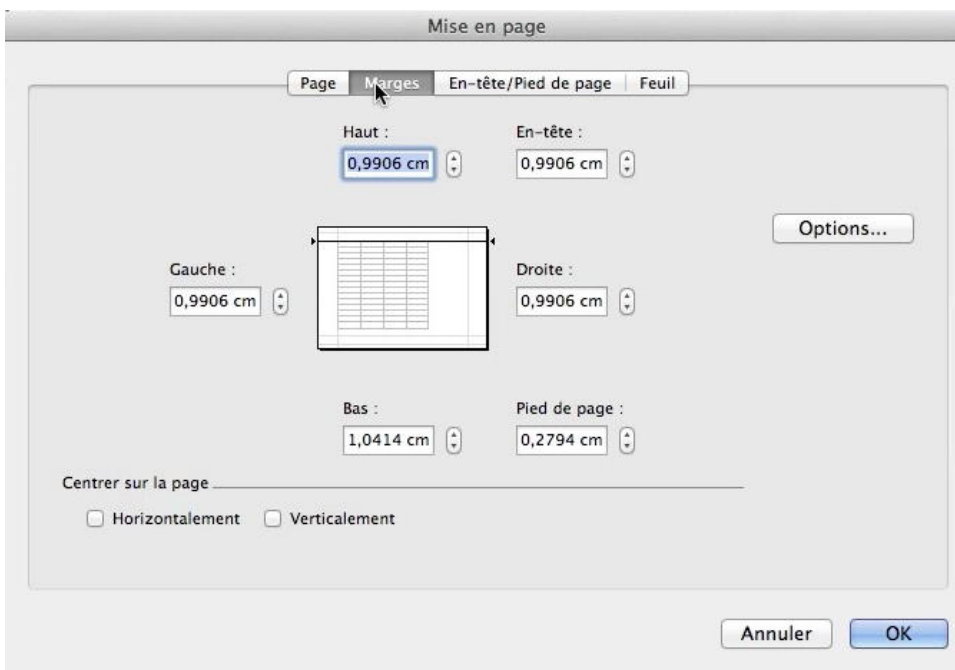 Mise en page
Page Marges En-tête/Pied de page Feuil
Haut : En-tête :
0,9906 cm 0,9906 cm
Options...
Gauche : Droite :
0,9906 cm 0,9906 cm
Bas : Pied de page :
1,0414 cm 0,2794 cm
Centrer sur la page
Horizontalement Verticalement
Annuler OK